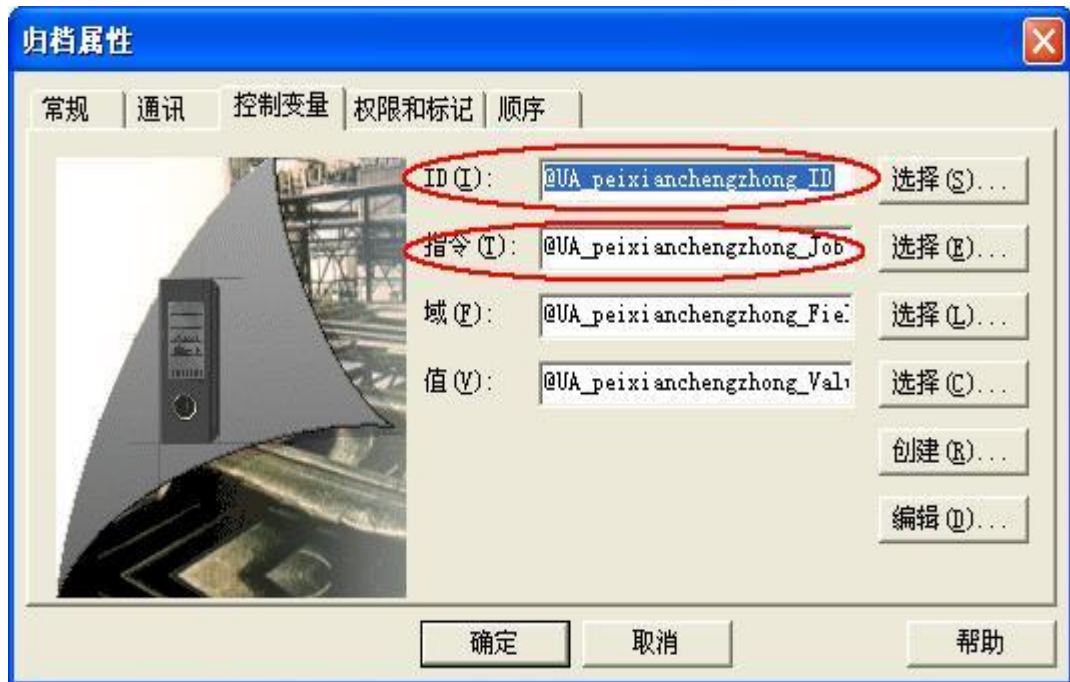 归档属性
常规 通讯 控制变量 权限和标记 顺序
ID(I): @UA_peixianchengzhong_ID 选择(S)...
指令(T): @UA_peixianchengzhong_Job 选择(E)...
域(F): @UA_peixianchengzhong_Fiel 选择(L)...
值(V): @UA_peixianchengzhong_Valu 选择(C)...
创建(R)...
编辑(D)...
确定 取消 帮助